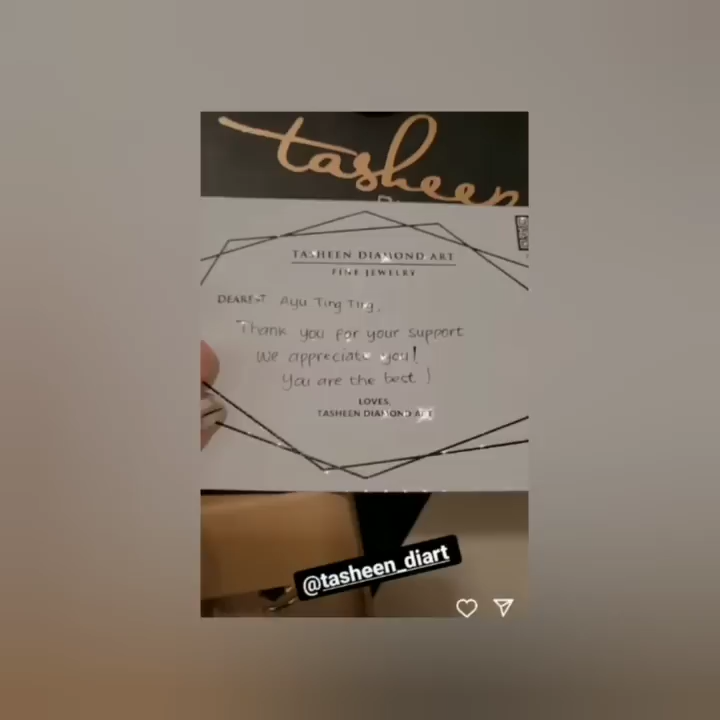 tasheen
TASHEEN DIAMOND ART
FINE JEWELRY
DEAREST Ayu Ting Ting,
Thank you for your support
We appreciate you!
You are the best !
LOVES,
TASHEEN DIAMOND ART
@tasheen_diart